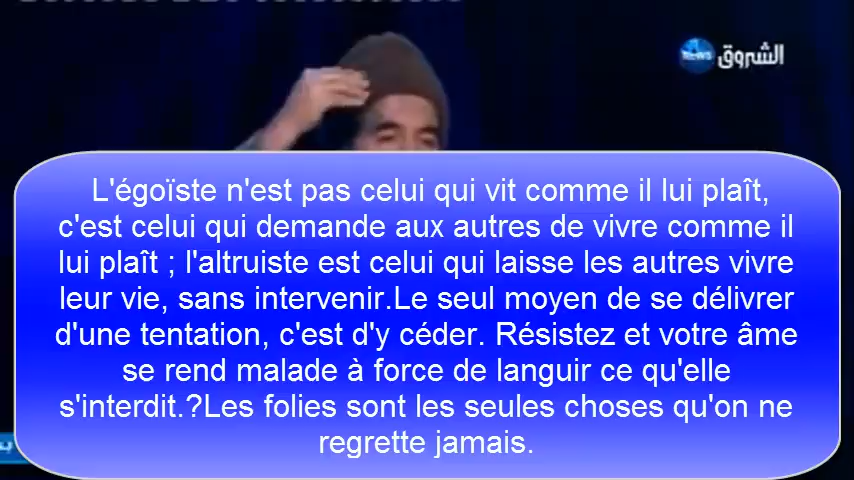 NEWS الشروق
L'égoïste n'est pas celui qui vit comme il lui plaît,
c'est celui qui demande aux autres de vivre comme il
lui plaît ; l'altruiste est celui qui laisse les autres vivre
leur vie, sans intervenir.Le seul moyen de se délivrer
d'une tentation, c'est d'y céder. Résistez et votre âme
se rend malade à force de languir ce qu'elle
s'interdit.?Les folies sont les seules choses qu'on ne
regrette jamais.